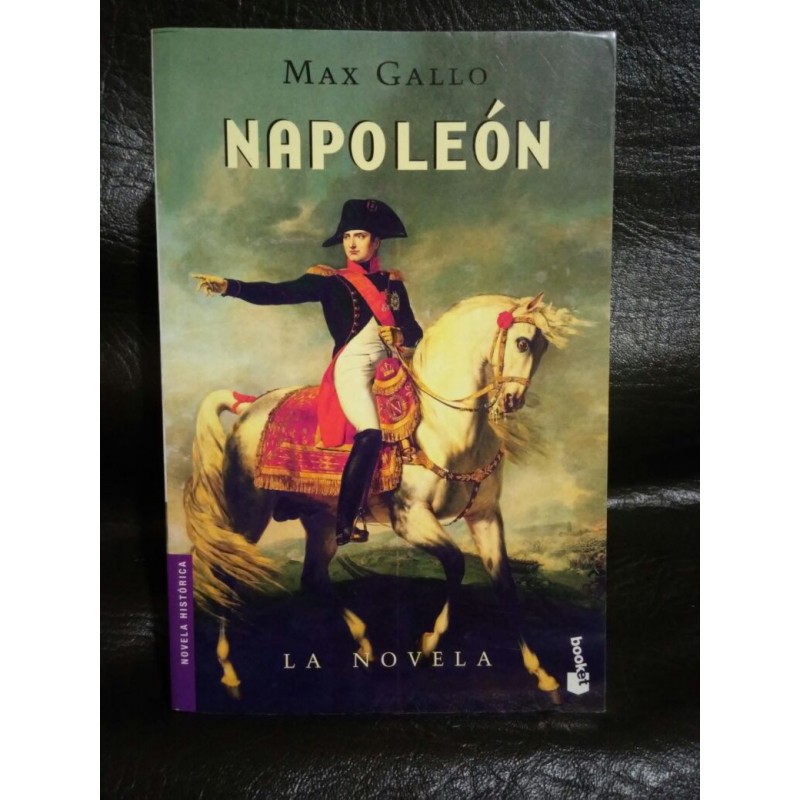 MAX GALLO
NAPOLEÓN
N
NOVELA HISTÓRICA
LA NOVELA
booket